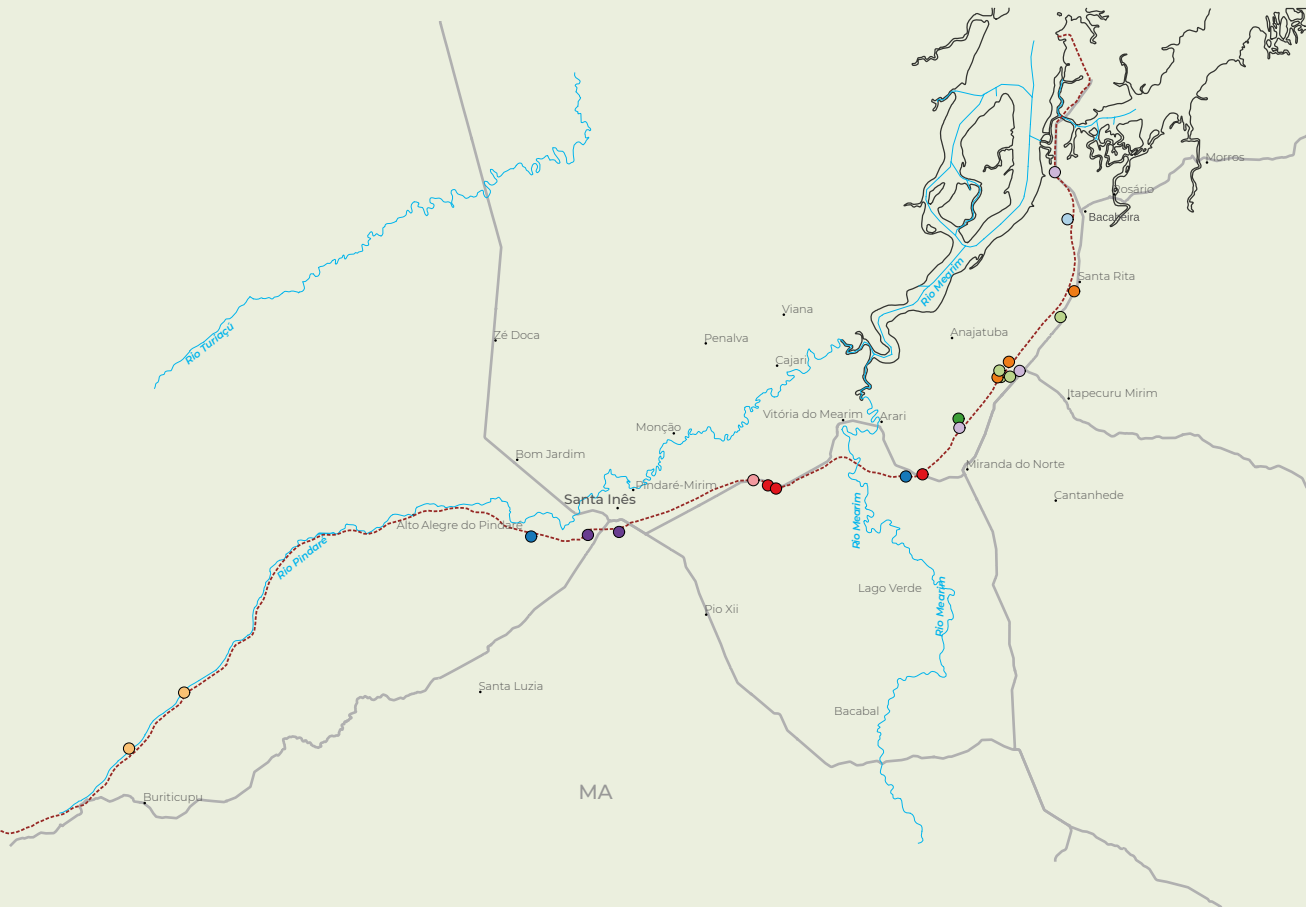 Morros
Rosário
Bacabeira
Rio Mearim
Santa Rita
Viana
Rio Turiaçú
Zé Doca
Penalva
Anajatuba
Cajari
Itapecuru Mirim
Vitória do Mearim
Arari
Monção
Bom Jardim
Miranda do Norte
Pindaré-Mirim
Santa Inês
Cantanhede
Rio Mearim
Alto Alegre do Pindaré
Rio Pindaré
Lago Verde
Rio Mearim
Pio Xii
Santa Luzia
Bacabal
MA
Buriticupu